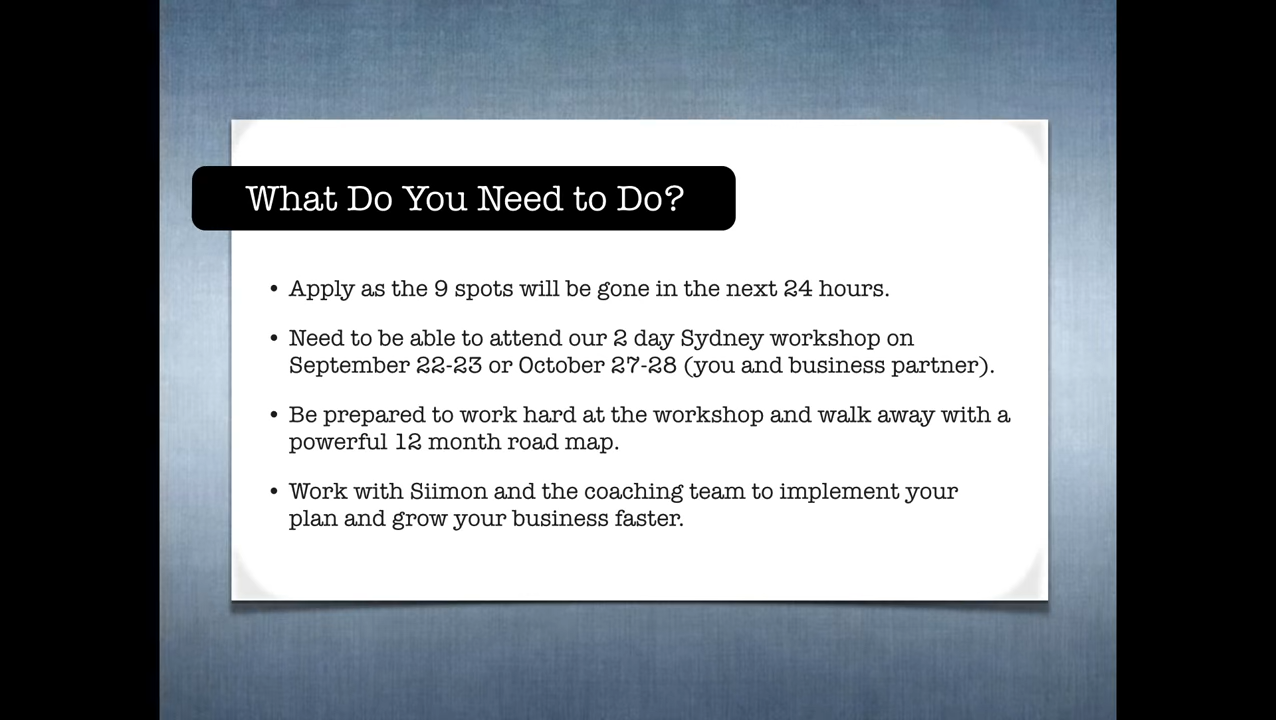 What Do You Need to Do?
• Apply as the 9 spots will be gone in the next 24 hours.
• Need to be able to attend our 2 day Sydney workshop on
September 22-23 or October 27-28 (you and business partner).
• Be prepared to work hard at the workshop and walk away with a
powerful 12 month road map.
• Work with Siimon and the coaching team to implement your
plan and grow your business faster.